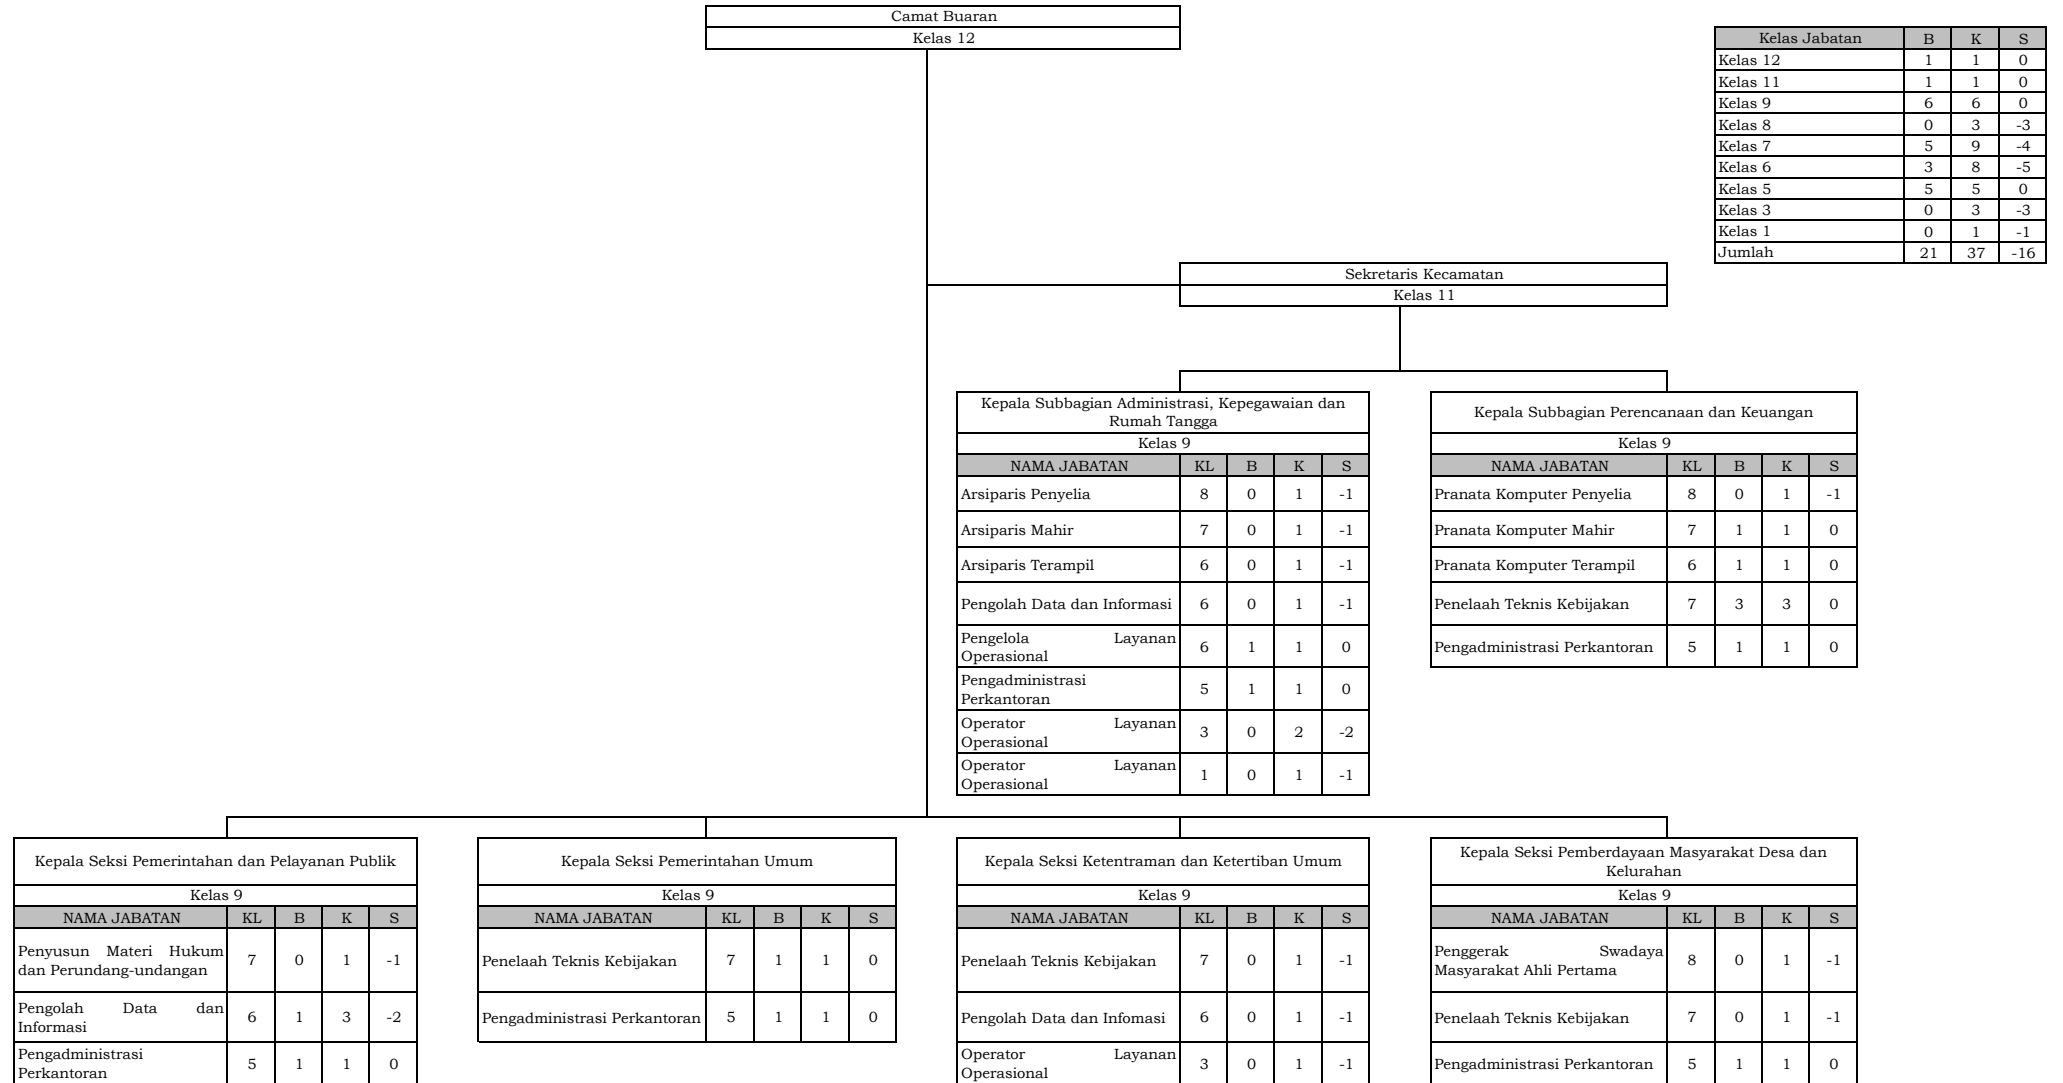 Camat Buaran
Kelas 12
Kelas Jabatan B K S
Kelas 12 1 1 0
Kelas 11 1 1 0
Kelas 9 6 6 0
Kelas 8 0 3 -3
Kelas 7 5 9 -4
Kelas 6 3 8 -5
Kelas 5 5 5 0
Kelas 3 0 3 -3
Kelas 1 0 1 -1
Jumlah 21 37 -16
Sekretaris Kecamatan
Kelas 11
Kepala Subbagian Administrasi, Kepegawaian dan
Rumah Tangga
Kelas 9
NAMA JABATAN KL B K S
Arsiparis Penyelia 8 0 1 -1
Arsiparis Mahir 7 0 1 -1
Arsiparis Terampil 6 0 1 -1
Pengolah Data dan Informasi 6 0 1 -1
Pengelola Layanan
Operasional 6 1 1 0
Pengadministrasi
Perkantoran 5 1 1 0
Operator Layanan
Operasional 3 0 2 -2
Operator Layanan
Operasional 1 0 1 -1
Kepala Subbagian Perencanaan dan Keuangan
Kelas 9
NAMA JABATAN KL B K S
Pranata Komputer Penyelia 8 0 1 -1
Pranata Komputer Mahir 7 1 1 0
Pranata Komputer Terampil 6 1 1 0
Penelaah Teknis Kebijakan 7 3 3 0
Pengadministrasi Perkantoran 5 1 1 0
Kepala Seksi Pemerintahan dan Pelayanan Publik
Kelas 9
NAMA JABATAN KL B K S
Penyusun Materi Hukum
dan Perundang-undangan 7 0 1 -1
Pengolah Data dan
Informasi 6 1 3 -2
Pengadministrasi
Perkantoran 5 1 1 0
Kepala Seksi Pemerintahan Umum
Kelas 9
NAMA JABATAN KL B K S
Penelaah Teknis Kebijakan 7 1 1 0
Pengadministrasi Perkantoran 5 1 1 0
Kepala Seksi Ketentraman dan Ketertiban Umum
Kelas 9
NAMA JABATAN KL B K S
Penelaah Teknis Kebijakan 7 0 1 -1
Pengolah Data dan Infomasi 6 0 1 -1
Operator Layanan
Operasional 3 0 1 -1
Kepala Seksi Pemberdayaan Masyarakat Desa dan
Kelurahan
Kelas 9
NAMA JABATAN KL B K S
Penggerak Swadaya
Masyarakat Ahli Pertama 8 0 1 -1
Penelaah Teknis Kebijakan 7 0 1 -1
Pengadministrasi Perkantoran 5 1 1 0